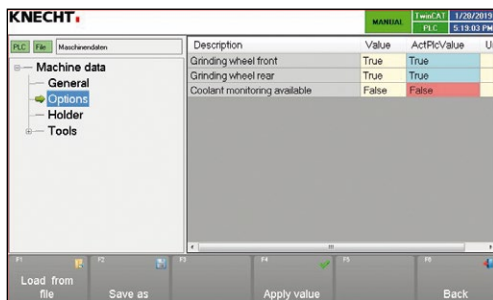 KNECHT.
MANUAL
TwinCAT 1/28/2019
PLC 5:19:03 PM
PLC File Maschinendaten
Description Value ActPlcValue
Machine data
General
Options
Holder
Tools
Grinding wheel front True True
Grinding wheel rear True True
Coolant monitoring available False False
F1 F2 F3 F4 F5 F6
Load from
file
Save as
Apply value
Back